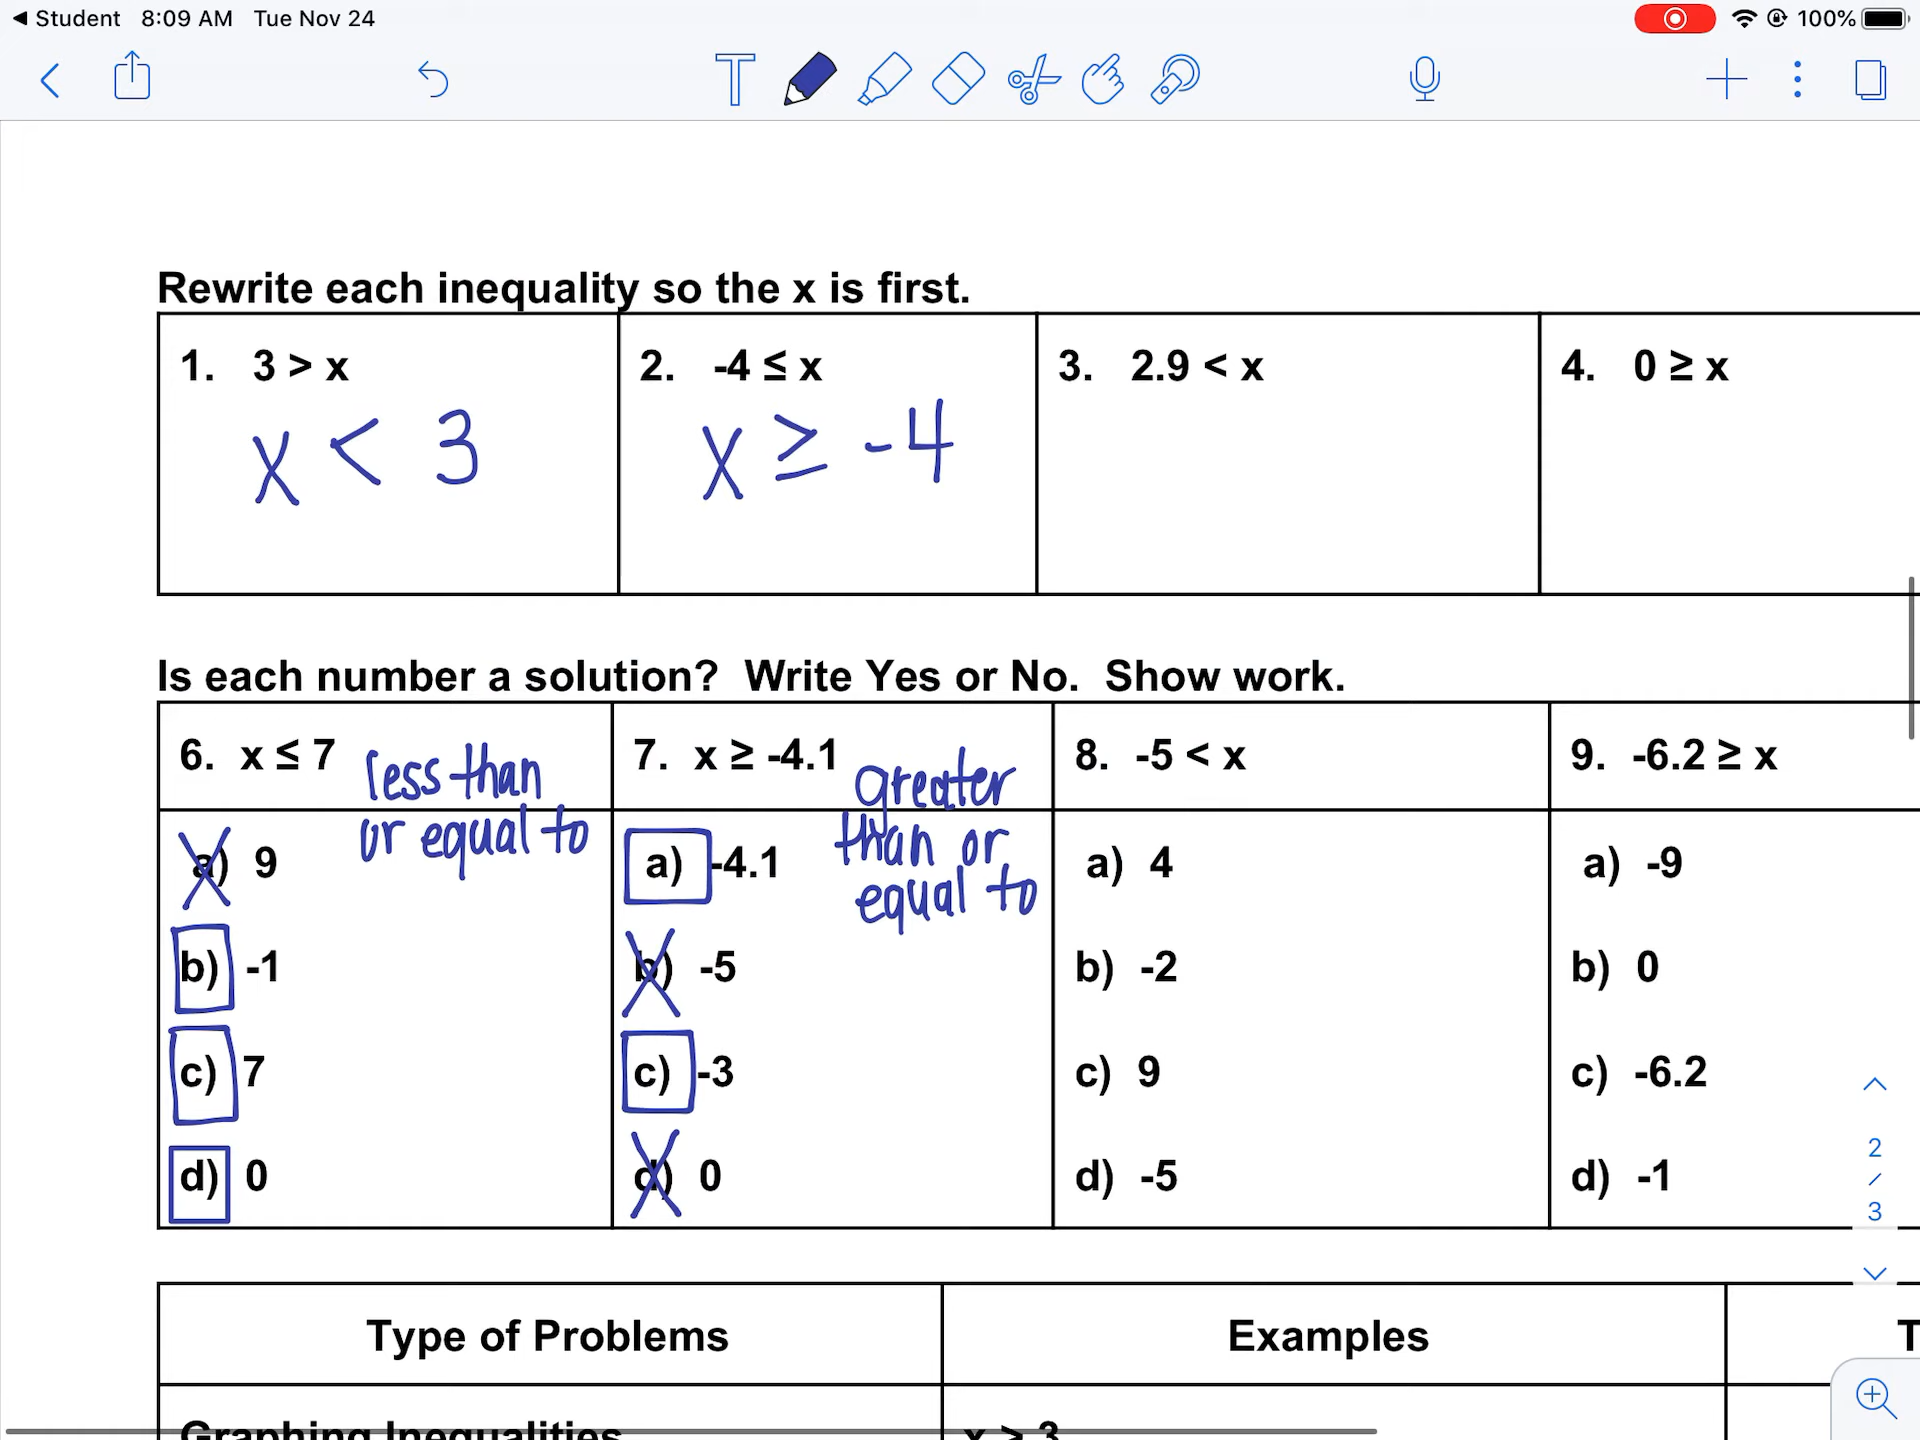 Student 8:09 AM Tue Nov 24 100%
Rewrite each inequality so the x is first.
1. 3 > x 2. -4 ≤ x 3. 2.9 < x 4. 0 ≥ x
x < 3 x ≥ -4
Is each number a solution? Write Yes or No. Show work.
6. x ≤ 7 less than 7. x ≥ -4.1 greater 8. -5 < x 9. -6.2 ≥ x
or equal to than or
equal to
a) 9 a) -4.1 a) 4 a) -9
b) -1 b) -5 b) -2 b) 0
c) 7 c) -3 c) 9 c) -6.2
d) 0 d) 0 d) -5 d) -1
2
/
3
Type of Problems Examples T
Graphing Inequalities x > 3